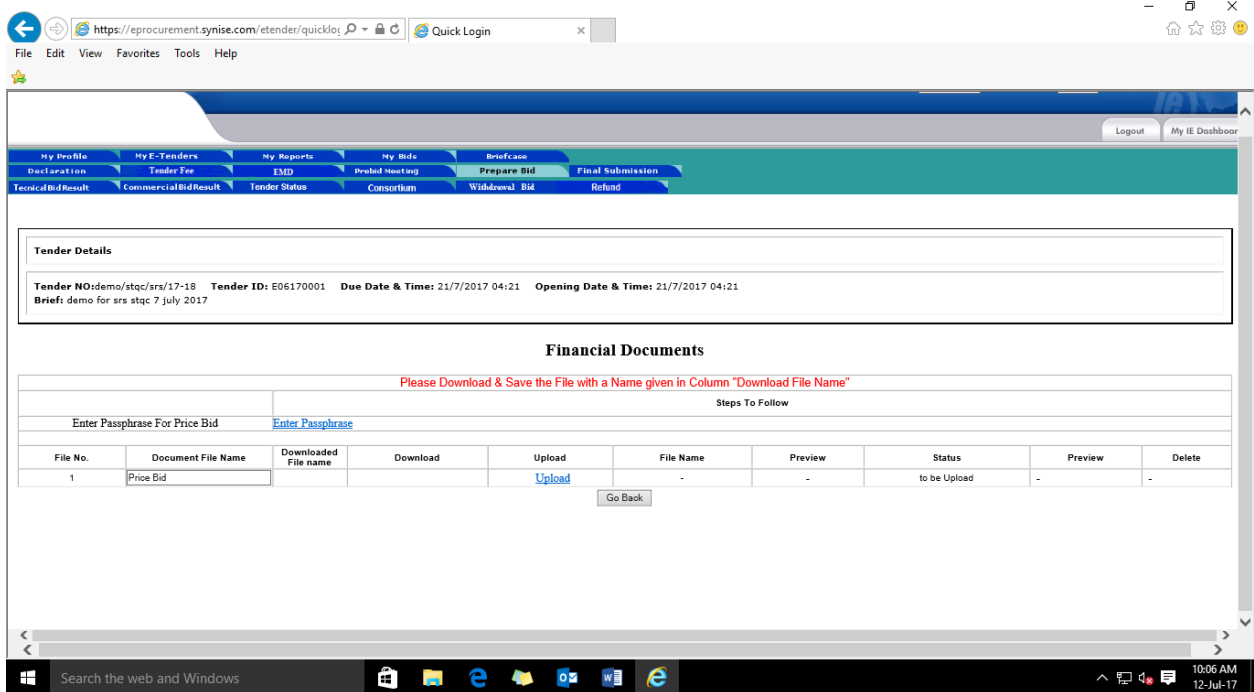 https://eprocurement.synise.com/etender/quicklog
Quick Login
File Edit View Favorites Tools Help
Logout My IE Dashboar
My Profile My E-Tenders My Reports My Bids Briefcase
Declaration Tender Fee EMD Prebid Meeting Prepare Bid Final Submission
Tecnical Bid Result Commercial Bid Result Tender Status Consortium Withdrawal Bid Refund
Tender Details
Tender NO:demo/stqc/srs/17-18 Tender ID: E06170001 Due Date & Time: 21/7/2017 04:21 Opening Date & Time: 21/7/2017 04:21
Brief: demo for srs stqc 7 july 2017
Financial Documents
Please Download & Save the File with a Name given in Column "Download File Name"
Steps To Follow
Enter Passphrase For Price Bid Enter Passphrase
File No. Document File Name Downloaded File name Download Upload File Name Preview Status Preview Delete
1 Price Bid Upload - - to be Upload - -
Go Back
Search the web and Windows
10:06 AM
12-Jul-17